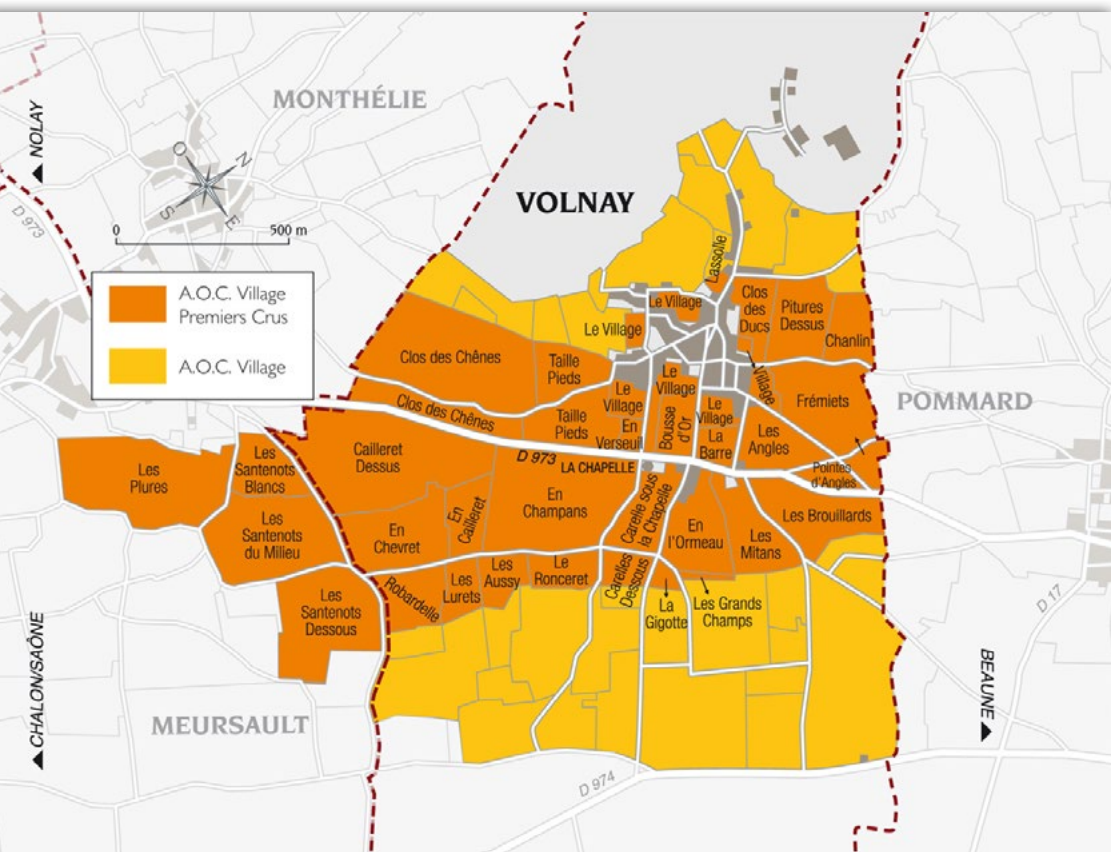 MONTHÉLIE
NOLAY
O
N
S
E
D 973
0
500 m
VOLNAY
A.O.C. Village
Premiers Crus
A.O.C. Village
Lassolle
Le Village
Le Village
Clos
des
Ducs
Pitures
Dessus
Chanlin
Clos des Chênes
Taille
Pieds
Le
Village
Le
Village
Village
Frémiets
POMMARD
Clos des Chênes
Taille
Pieds
En
Verseuil
Bousse
d'Or
Le
Village
La
Barre
Les
Angles
Pointes
d'Angles
Cailleret
Dessus
D 973
LA CHAPELLE
Les
Plures
Les
Santenots
Blancs
Les
Santenots
du Milieu
En
Chevret
En
Cailleret
En
Champans
Carelle sous
la Chapelle
En
l'Ormeau
Les
Mitans
Les Brouillards
Les
Santenots
Dessous
Robardelle
Les
Lurets
Les
Aussy
Le
Ronceret
Carelles
Dessous
La
Gigotte
Les Grands
Champs
D 17
CHALON/SAÔNE
MEURSAULT
BEAUNE
D 974